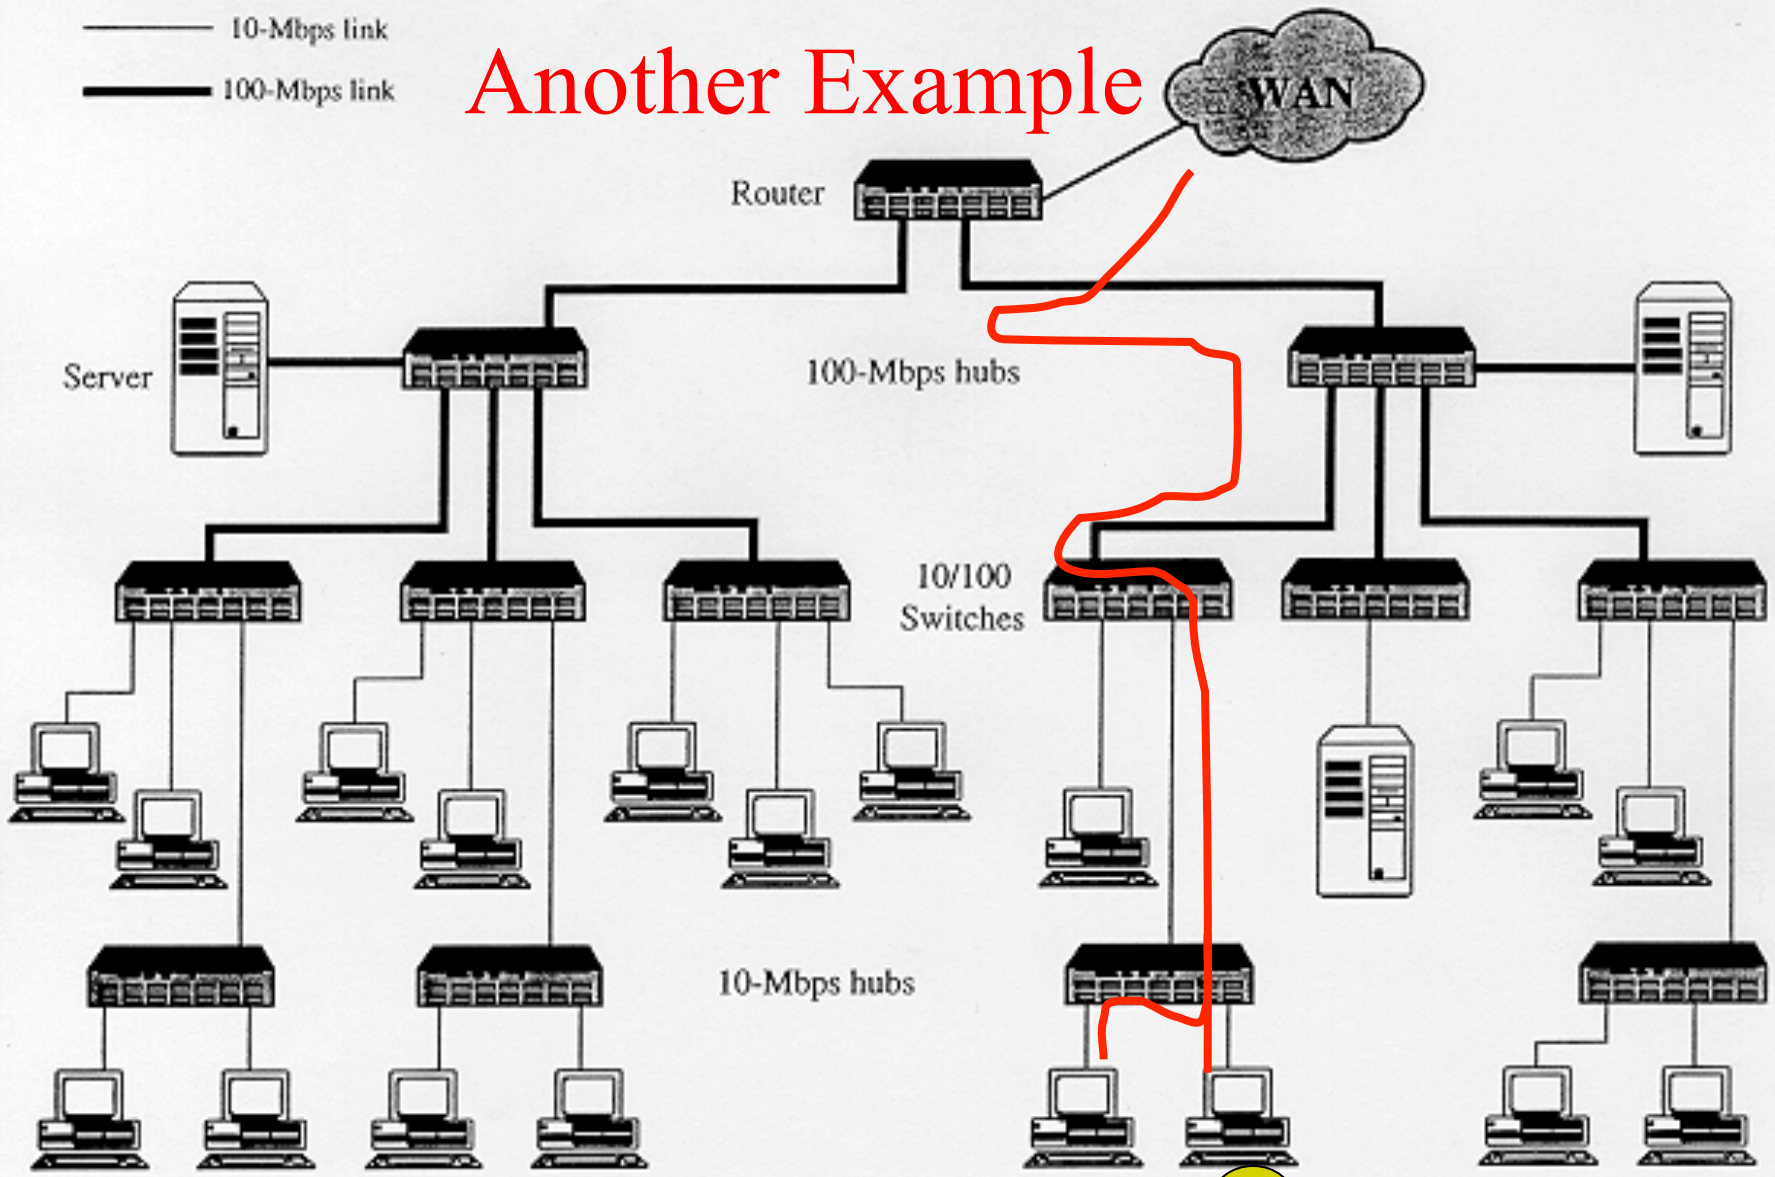 10-Mbps link
100-Mbps link
Another Example
WAN
Router
Server
100-Mbps hubs
10/100
Switches
10-Mbps hubs